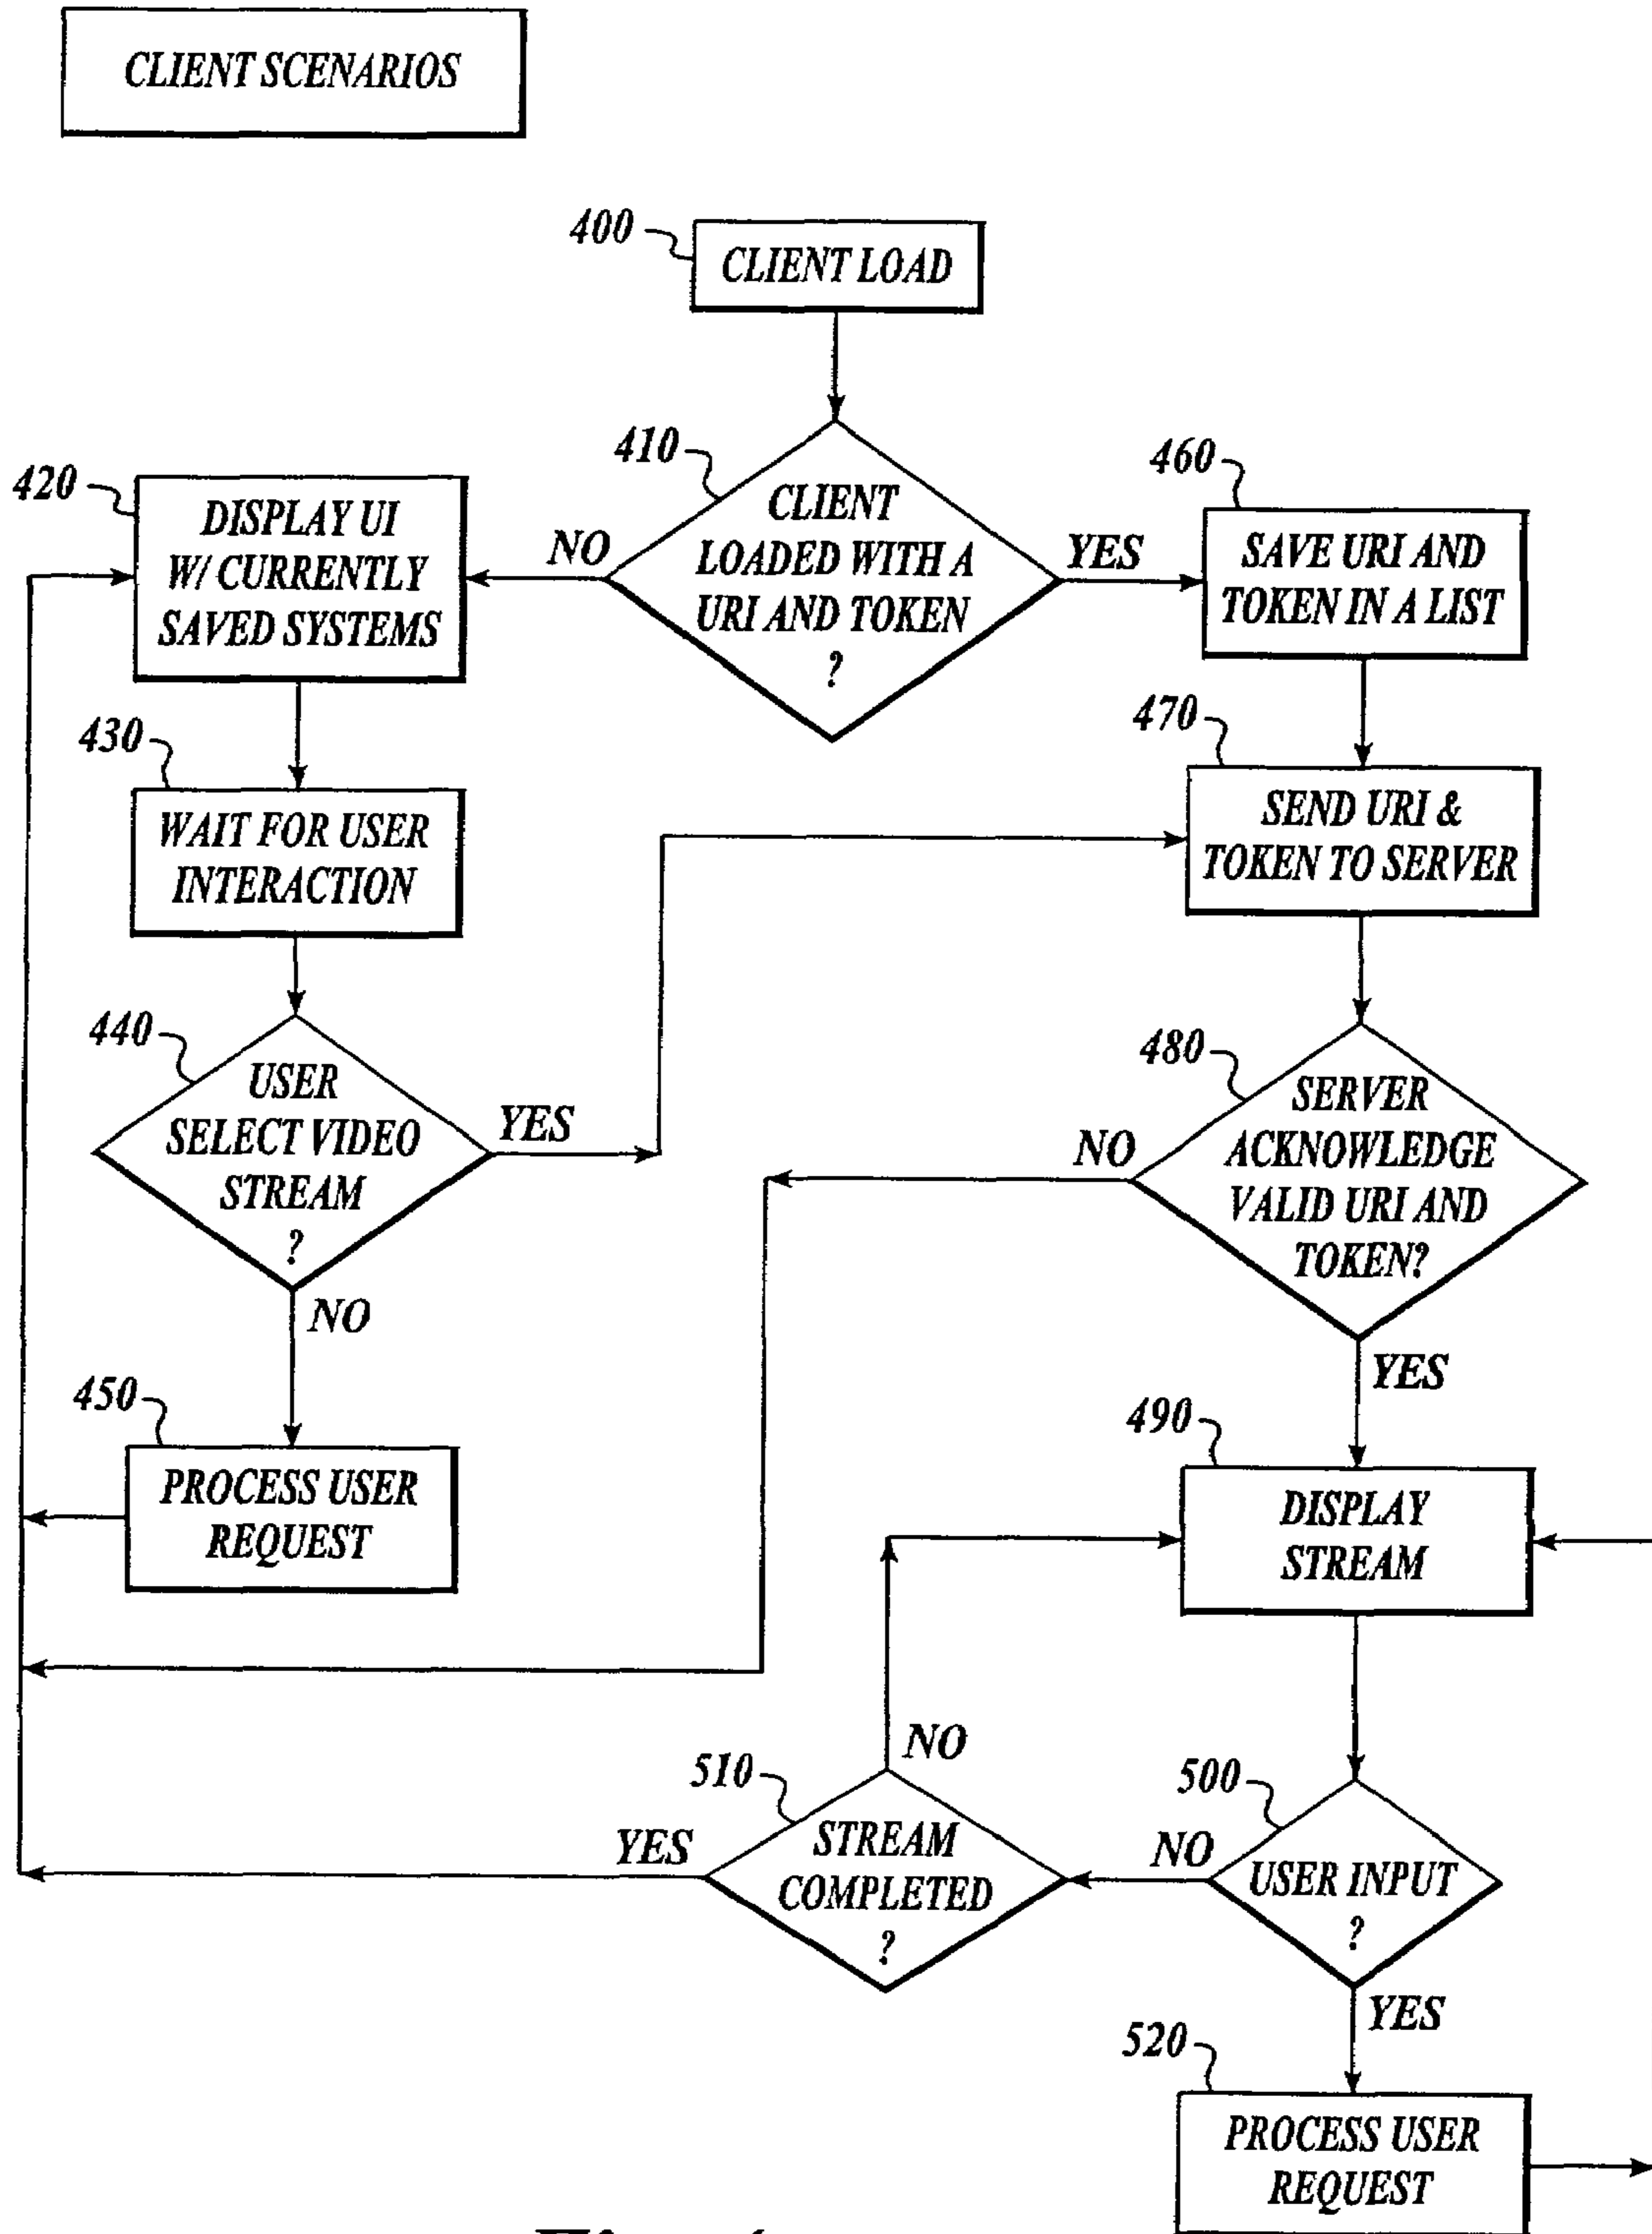 CLIENT SCENARIOS
400
CLIENT LOAD
410
CLIENT
LOADED WITH A
URI AND TOKEN
?
NO
YES
420
DISPLAY UI
W/ CURRENTLY
SAVED SYSTEMS
460
SAVE URI AND
TOKEN IN A LIST
430
WAIT FOR USER
INTERACTION
470
SEND URI &
TOKEN TO SERVER
440
USER
SELECT VIDEO
STREAM
?
YES
NO
480
SERVER
ACKNOWLEDGE
VALID URI AND
TOKEN?
NO
YES
450
PROCESS USER
REQUEST
490
DISPLAY
STREAM
510
STREAM
COMPLETED
?
NO
YES
500
USER INPUT
?
NO
YES
520
PROCESS USER
REQUEST